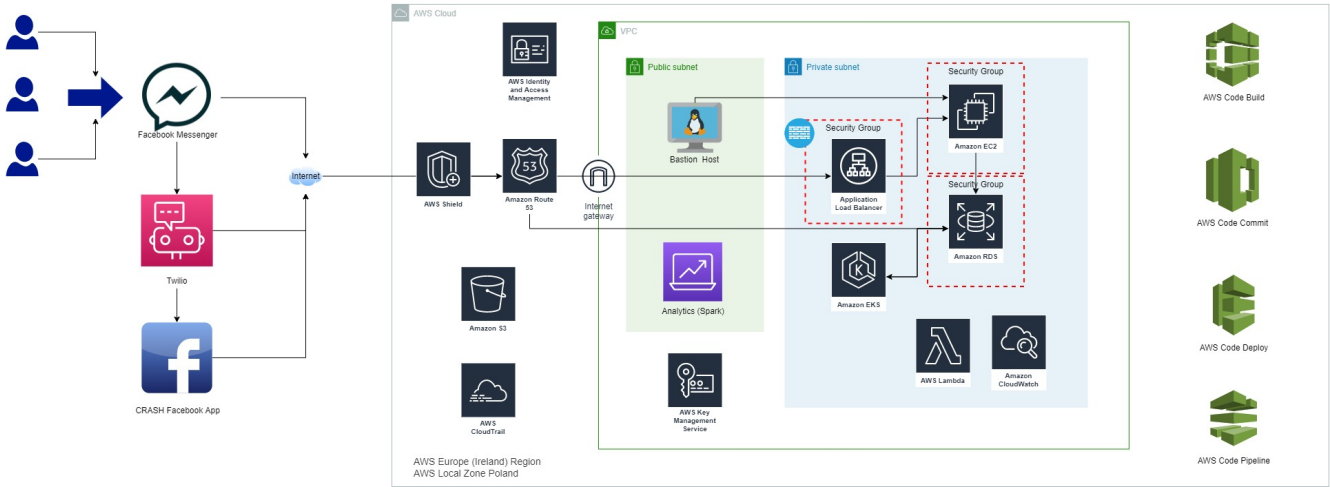 AWS Cloud
VPC
AWS Identity
and Access
Management
Public subnet
Private subnet
Security Group
AWS Code Build
Facebook Messenger
Bastion Host
Security Group
Amazon EC2
Internet
AWS Shield
53
Amazon Route
53
Internet
gateway
Application
Load Balancer
Security Group
Amazon RDS
AWS Code Commit
Twilio
Amazon S3
Analytics (Spark)
K
Amazon EKS
AWS Code Deploy
f
CRASH Facebook App
AWS
CloudTrail
AWS Key
Management
Service
AWS Lambda
Amazon
CloudWatch
AWS Code Pipeline
AWS Europe (Ireland) Region
AWS Local Zone Poland